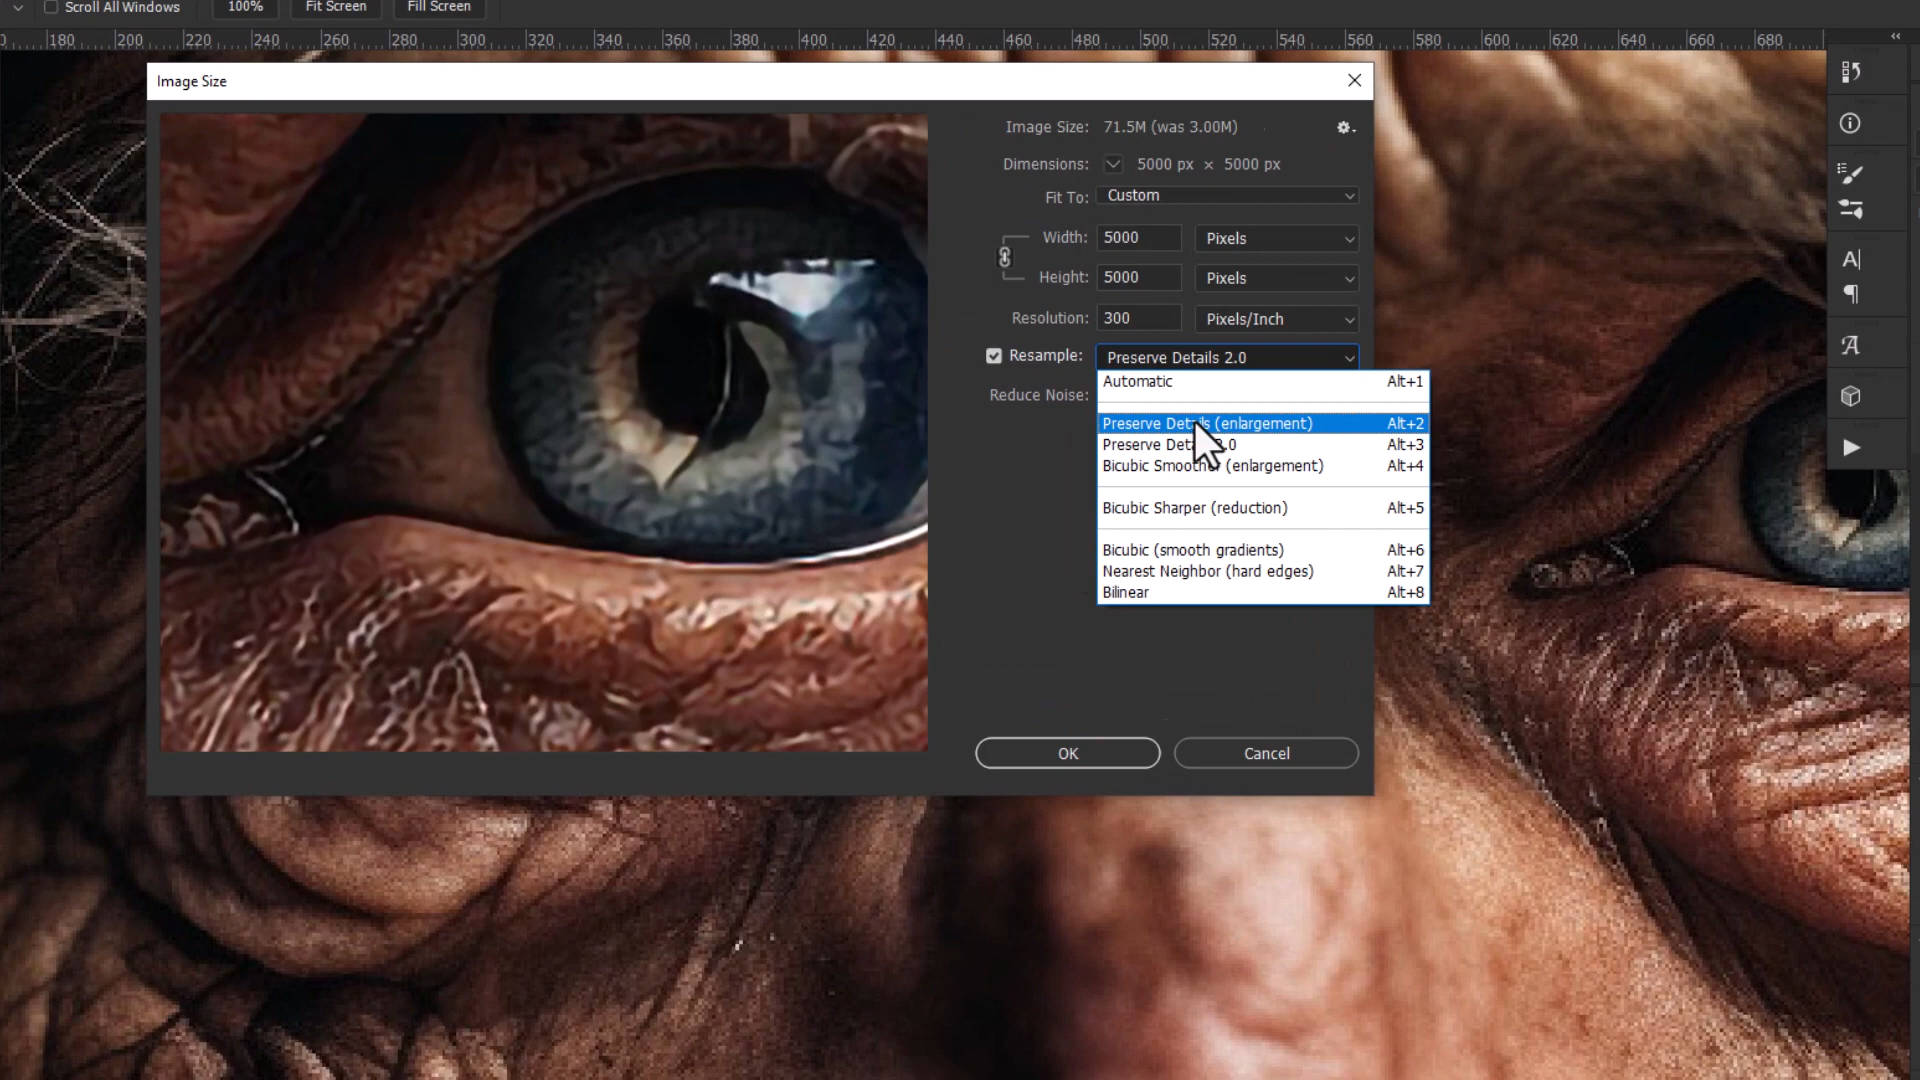 Scroll All Windows 100% Fit Screen Fill Screen
180 200 220 240 260 280 300 320 340 360 380 400 420 440 460 480 500 520 540 560 580 600 620 640 660 680
Image Size
Image Size: 71.5M (was 3.00M)
Dimensions: 5000 px × 5000 px
Fit To: Custom
Width: 5000 Pixels
Height: 5000 Pixels
Resolution: 300 Pixels/Inch
Resample: Preserve Details 2.0
Reduce Noise:
Automatic Alt+1
Preserve Details (enlargement) Alt+2
Preserve Details 2.0 Alt+3
Bicubic Smoother (enlargement) Alt+4
Bicubic Sharper (reduction) Alt+5
Bicubic (smooth gradients) Alt+6
Nearest Neighbor (hard edges) Alt+7
Bilinear Alt+8
OK Cancel